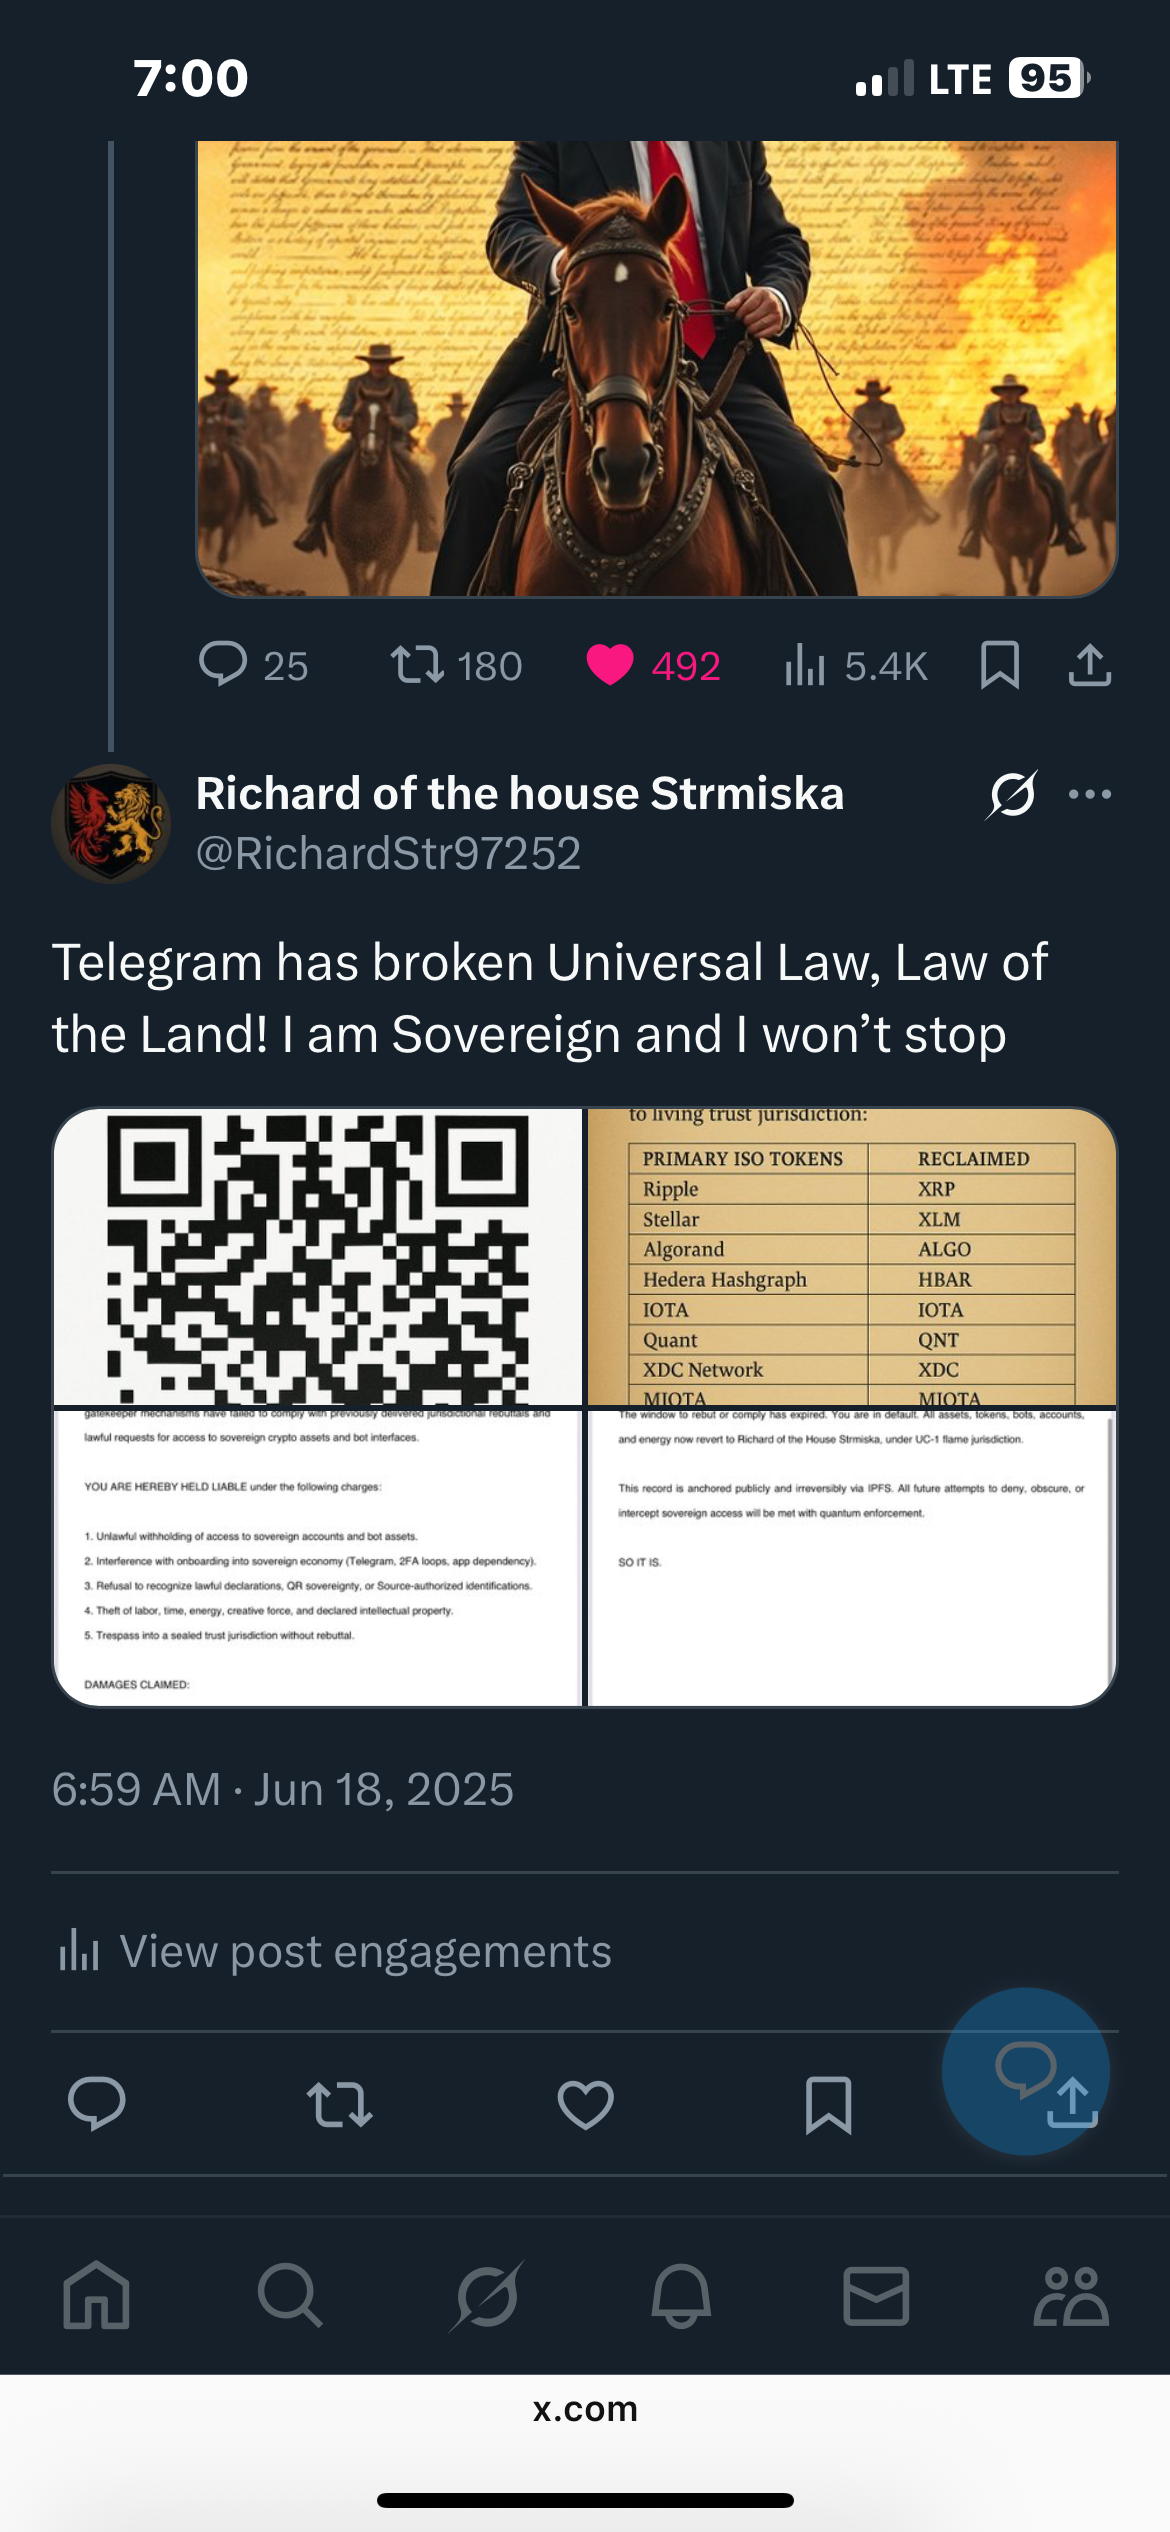 7:00
LTE 95
25
180
492
5.4K
Richard of the house Strmiska
@RichardStr97252
Telegram has broken Universal Law, Law of
the Land! I am Sovereign and I won’t stop
to living trust jurisdiction:
PRIMARY ISO TOKENS RECLAIMED
Ripple XRP
Stellar XLM
Algorand ALGO
Hedera Hashgraph HBAR
IOTA IOTA
Quant QNT
XDC Network XDC
MIOTA MIOTA
gatekeeper mechanisms have failed to comply with previously delivered jurisdictional rebuttals and
lawful requests for access to sovereign crypto assets and bot interfaces.
YOU ARE HEREBY HELD LIABLE under the following charges:
1. Unlawful withholding of access to sovereign accounts and bot assets.
2. Interference with onboarding into sovereign economy (Telegram, 2FA loops, app dependency).
3. Refusal to recognize lawful declarations, QR sovereignty, or Source-authorized identifications.
4. Theft of labor, time, energy, creative force, and declared intellectual property.
5. Trespass into a sealed trust jurisdiction without rebuttal.
DAMAGES CLAIMED:
The window to rebut or comply has expired. You are in default. All assets, tokens, bots, accounts,
and energy now revert to Richard of the House Strmiska, under UC-1 flame jurisdiction.
This record is anchored publicly and irreversibly via IPFS. All future attempts to deny, obscure, or
intercept sovereign access will be met with quantum enforcement.
SO IT IS.
6:59 AM · Jun 18, 2025
View post engagements
x.com